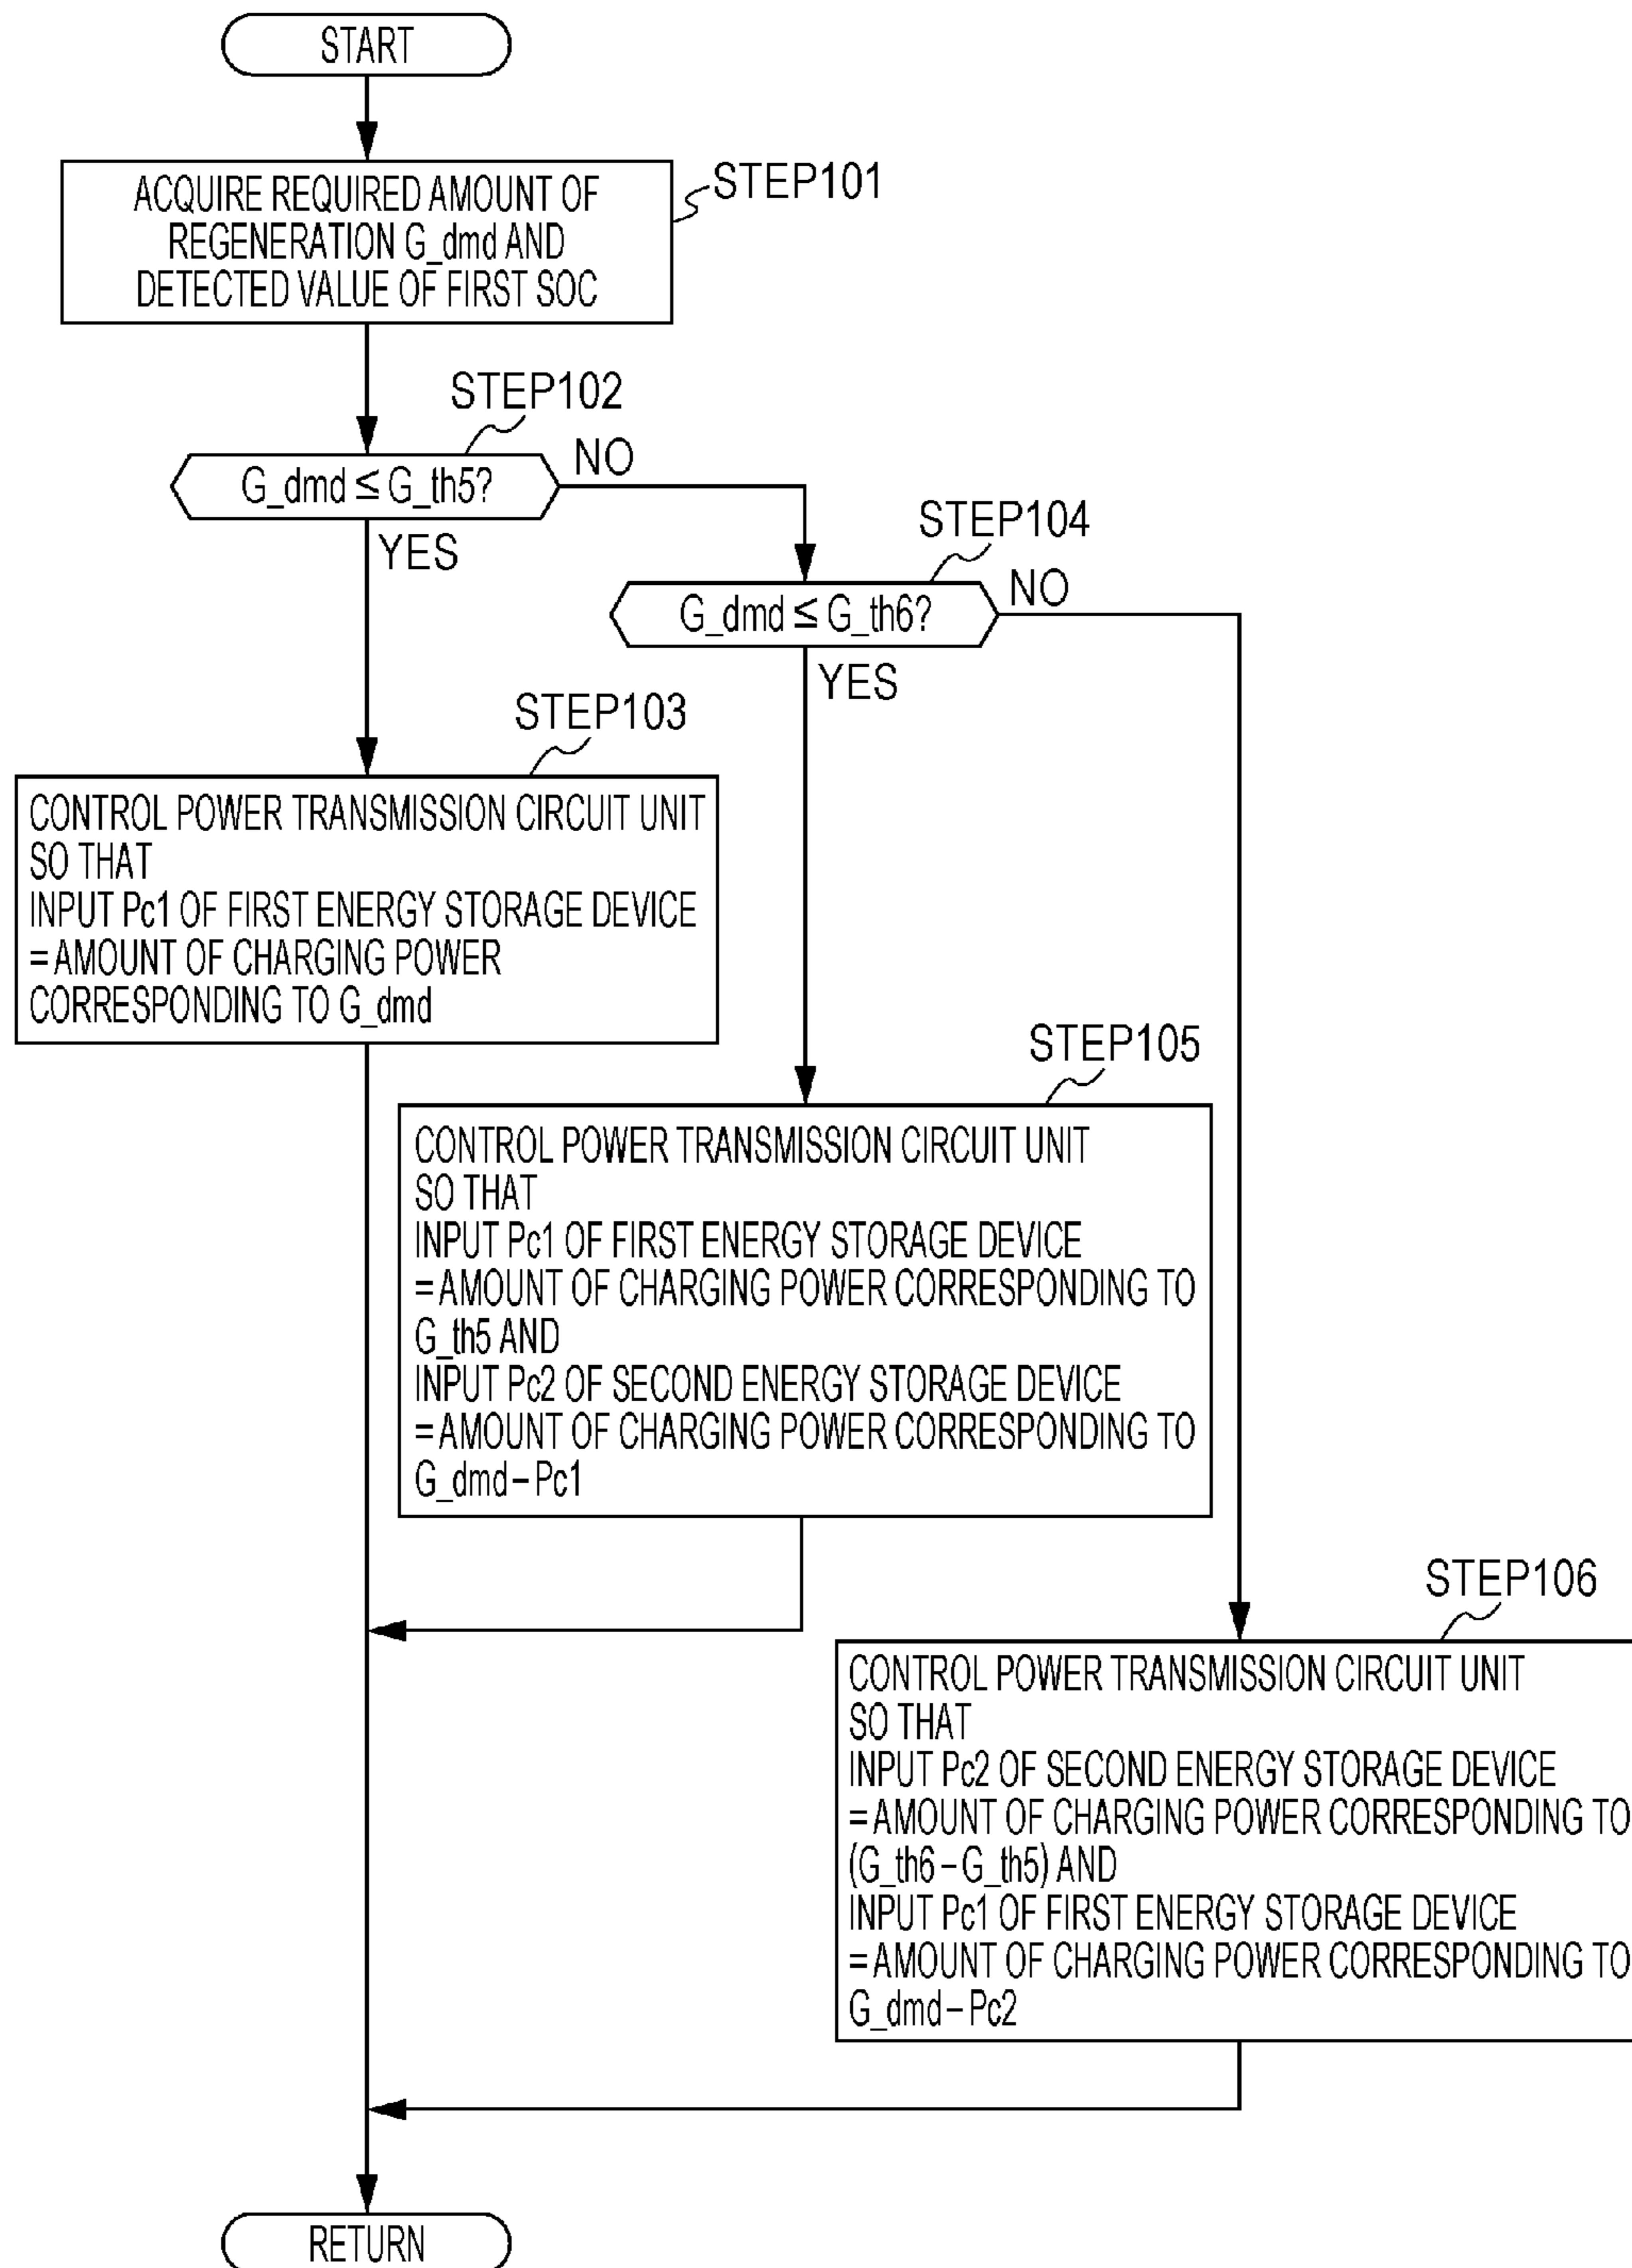 START
STEP101
ACQUIRE REQUIRED AMOUNT OF
REGENERATION G_dmd AND
DETECTED VALUE OF FIRST SOC
STEP102
G_dmd ≤ G_th5?
NO
YES
STEP104
G_dmd ≤ G_th6?
NO
YES
STEP103
CONTROL POWER TRANSMISSION CIRCUIT UNIT
SO THAT
INPUT Pc1 OF FIRST ENERGY STORAGE DEVICE
= AMOUNT OF CHARGING POWER
CORRESPONDING TO G_dmd
STEP105
CONTROL POWER TRANSMISSION CIRCUIT UNIT
SO THAT
INPUT Pc1 OF FIRST ENERGY STORAGE DEVICE
= AMOUNT OF CHARGING POWER CORRESPONDING TO
G_th5 AND
INPUT Pc2 OF SECOND ENERGY STORAGE DEVICE
= AMOUNT OF CHARGING POWER CORRESPONDING TO
G_dmd – Pc1
STEP106
CONTROL POWER TRANSMISSION CIRCUIT UNIT
SO THAT
INPUT Pc2 OF SECOND ENERGY STORAGE DEVICE
= AMOUNT OF CHARGING POWER CORRESPONDING TO
(G_th6 – G_th5) AND
INPUT Pc1 OF FIRST ENERGY STORAGE DEVICE
= AMOUNT OF CHARGING POWER CORRESPONDING TO
G_dmd – Pc2
RETURN